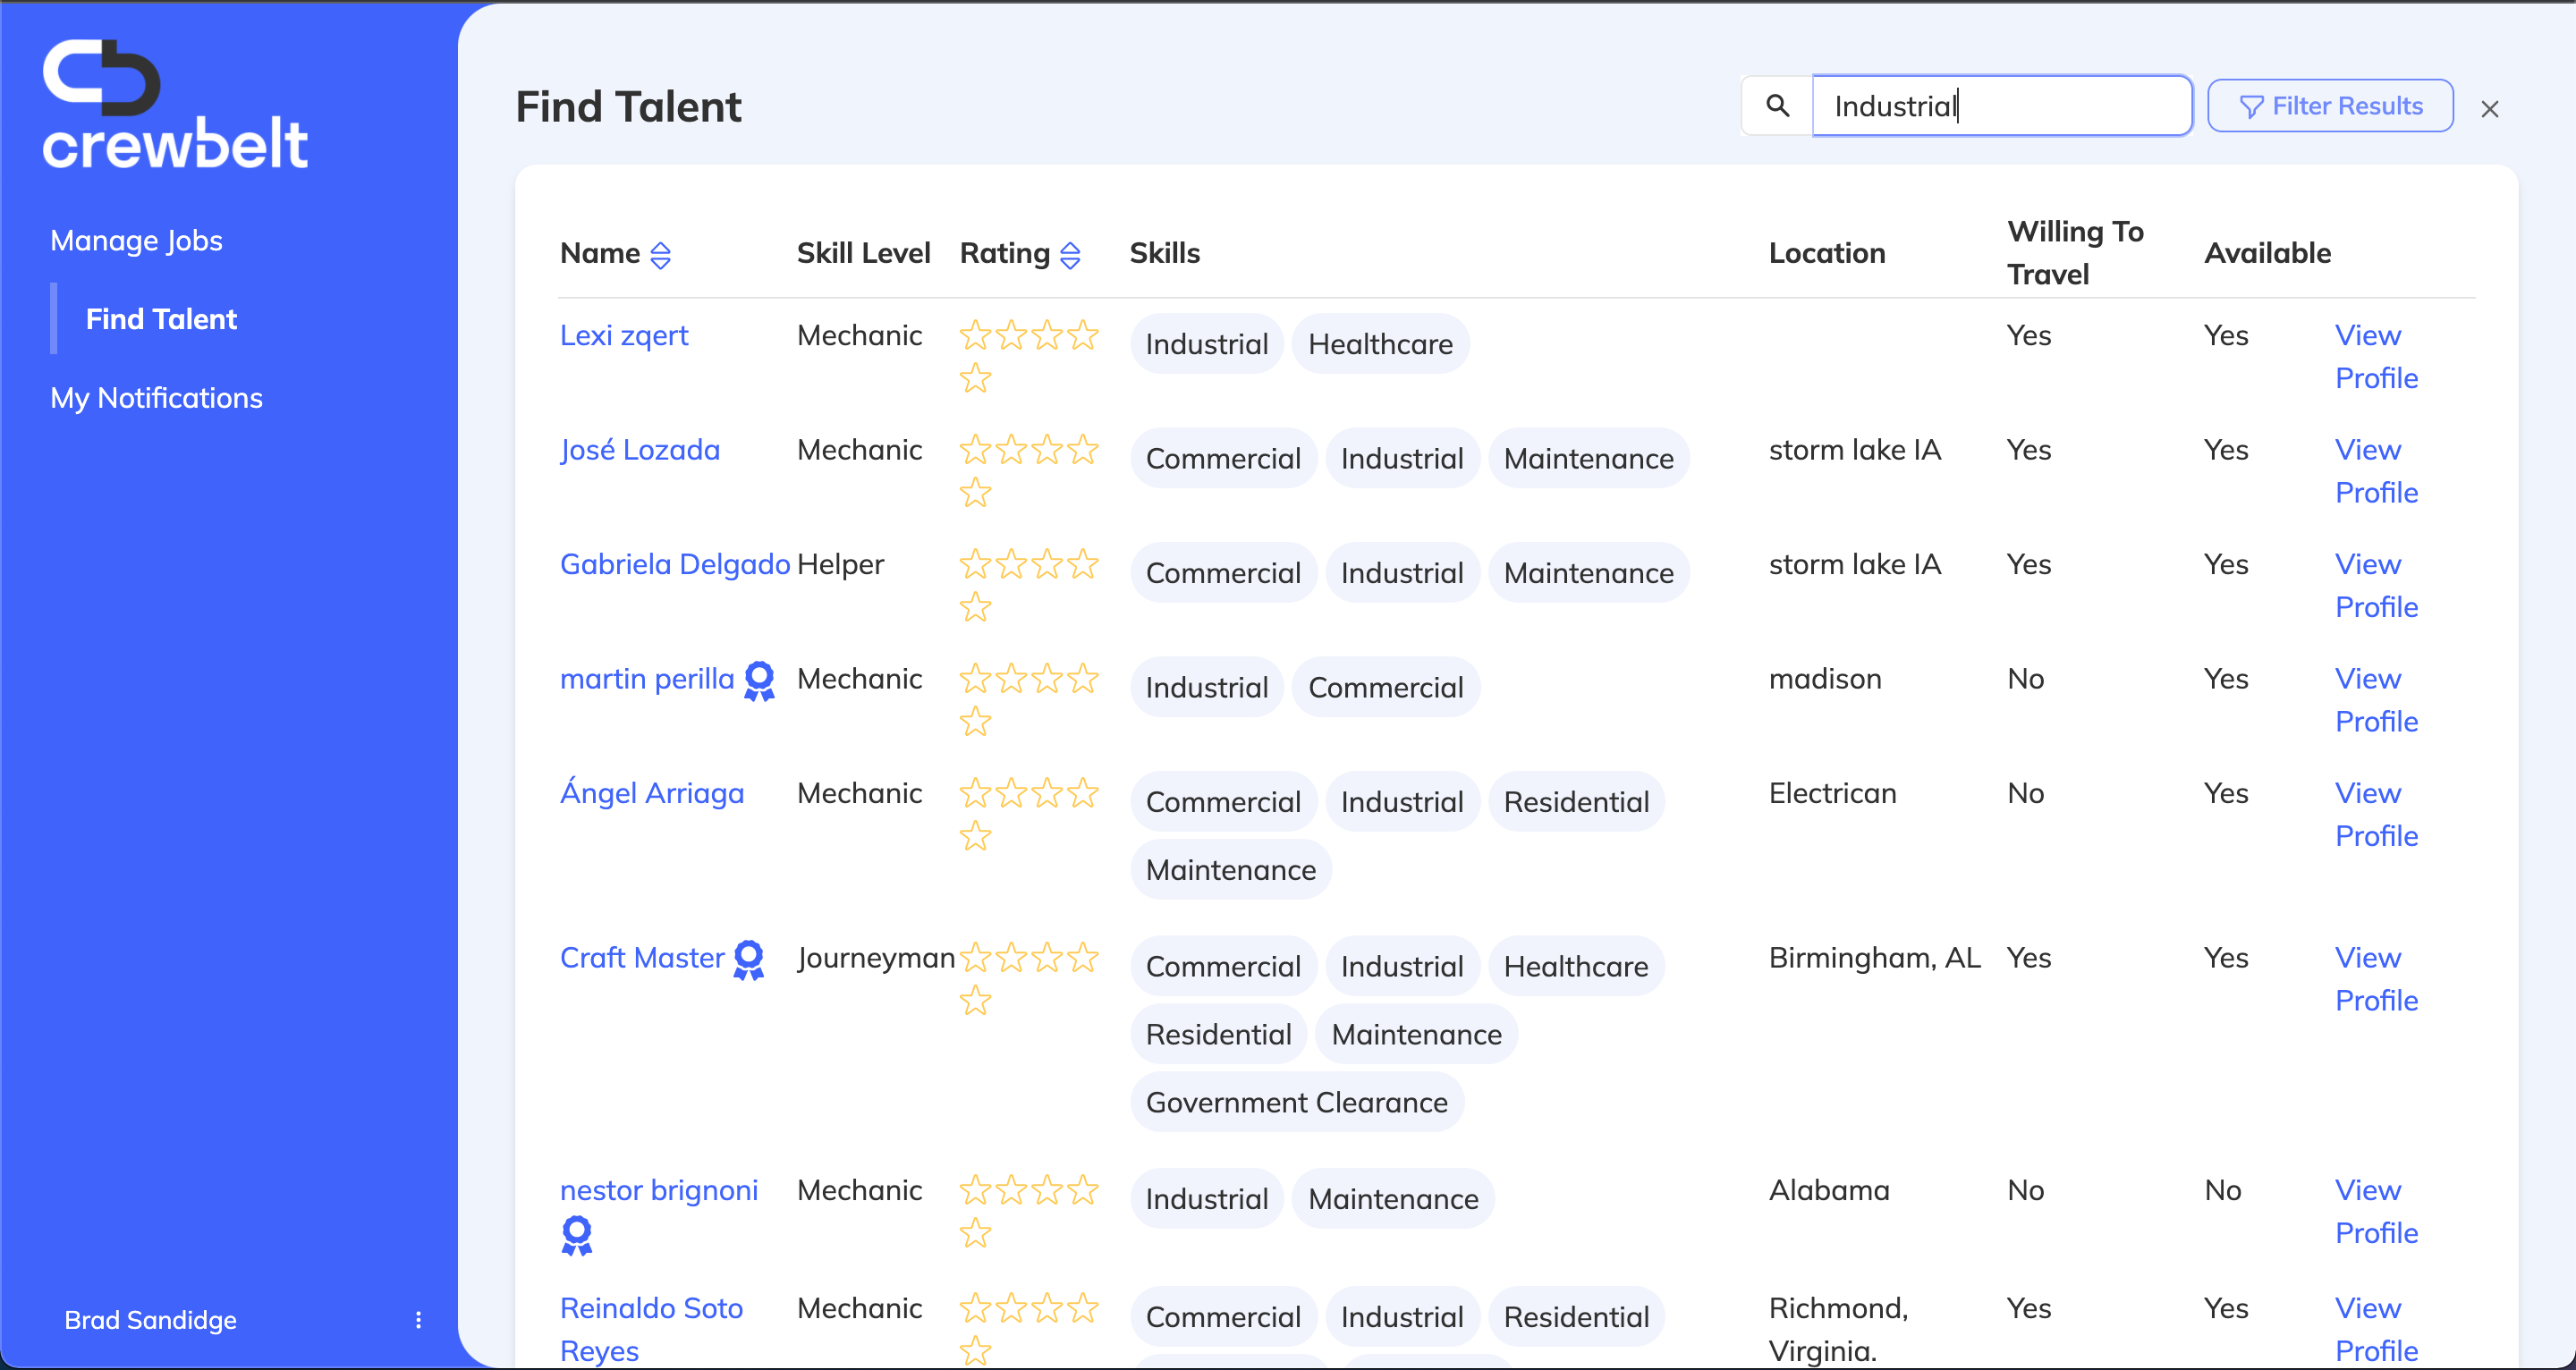 crewbelt
Manage Jobs
Find Talent
My Notifications
Brad Sandidge
Find Talent
Industrial
Filter Results
Name Skill Level Rating Skills Location Willing To Travel Available
Lexi zqert Mechanic Industrial Healthcare Yes Yes View Profile
José Lozada Mechanic Commercial Industrial Maintenance storm lake IA Yes Yes View Profile
Gabriela Delgado Helper Commercial Industrial Maintenance storm lake IA Yes Yes View Profile
martin perilla Mechanic Industrial Commercial madison No Yes View Profile
Ángel Arriaga Mechanic Commercial Industrial Residential Maintenance Electrican No Yes View Profile
Craft Master Journeyman Commercial Industrial Healthcare Residential Maintenance Government Clearance Birmingham, AL Yes Yes View Profile
nestor brignoni Mechanic Industrial Maintenance Alabama No No View Profile
Reinaldo Soto Reyes Mechanic Commercial Industrial Residential Richmond, Virginia. Yes Yes View Profile